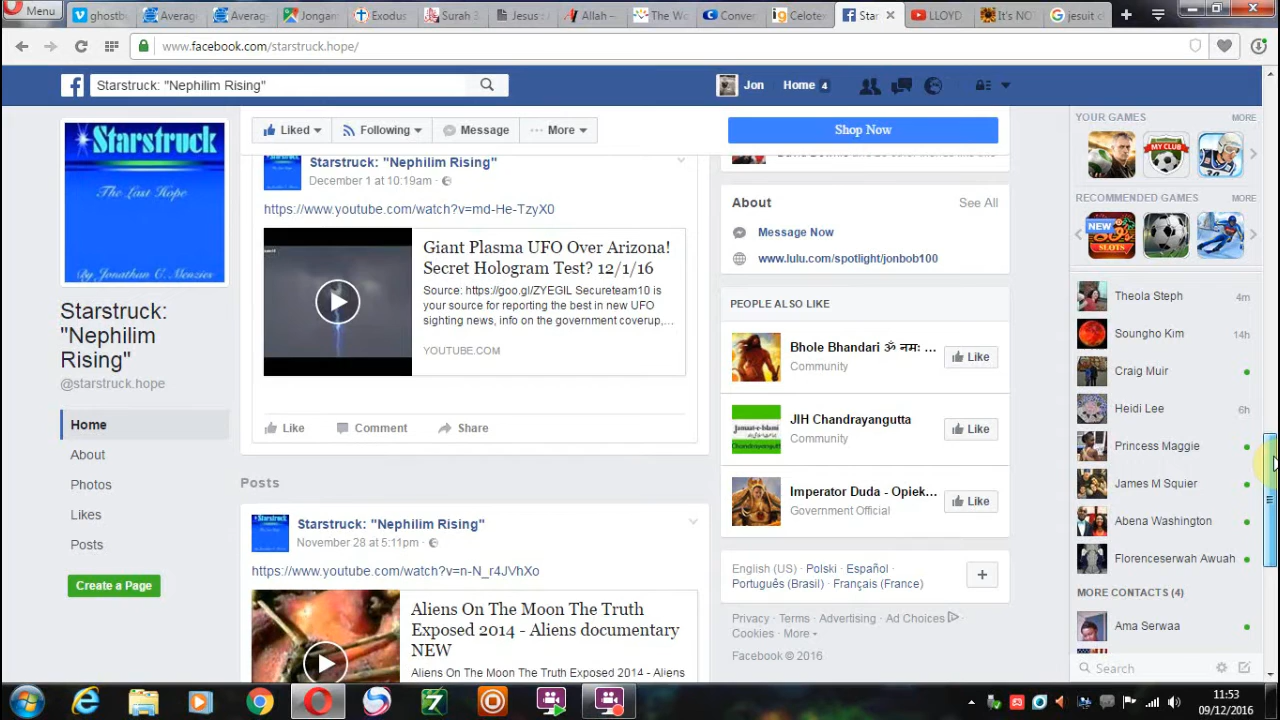 Menu
ghostb
Average
Average
Jongam
Exodus
Surah 3
Jesus
Allah –
The Wo
Conver
Celotex
Star
LLOYD
It's NO
jesuit c
www.facebook.com/starstruck.hope/
Starstruck: "Nephilim Rising"
Jon
Home 4
Starstruck
The Last Hope
Starstruck:
"Nephilim
Rising"
@starstruck.hope
Home
About
Photos
Likes
Posts
Create a Page
Liked
Following
Message
More
Shop Now
Starstruck: "Nephilim Rising"
December 1 at 10:19am
https://www.youtube.com/watch?v=md-He-TzyX0
Giant Plasma UFO Over Arizona!
Secret Hologram Test? 12/1/16
Source: https://goo.gl/ZYEGIL Secureteam10 is
your source for reporting the best in new UFO
sighting news, info on the government coverup,...
YOUTUBE.COM
Like
Comment
Share
Posts
Starstruck: "Nephilim Rising"
November 28 at 5:11pm
https://www.youtube.com/watch?v=n-N_r4JVhXo
Aliens On The Moon The Truth
Exposed 2014 - Aliens documentary
NEW
Aliens On The Moon The Truth Exposed 2014 - Aliens
About
See All
Message Now
www.lulu.com/spotlight/jonbob100
PEOPLE ALSO LIKE
Bhole Bhandari ॐ नमः ...
Community
Like
JIH Chandrayangutta
Community
Like
Imperator Duda - Opiek...
Government Official
Like
English (US) · Polski · Español ·
Português (Brasil) · Français (France)
Privacy · Terms · Advertising · Ad Choices ·
Cookies · More
Facebook © 2016
YOUR GAMES
MORE
MY CLUB
RECOMMENDED GAMES
MORE
NEW
SLOTS
Theola Steph 4m
Soungho Kim 14h
Craig Muir
Heidi Lee 6h
Princess Maggie
James M Squier
Abena Washington
Florenceserwah Awuah
MORE CONTACTS (4)
Ama Serwaa
Search
11:53
09/12/2016